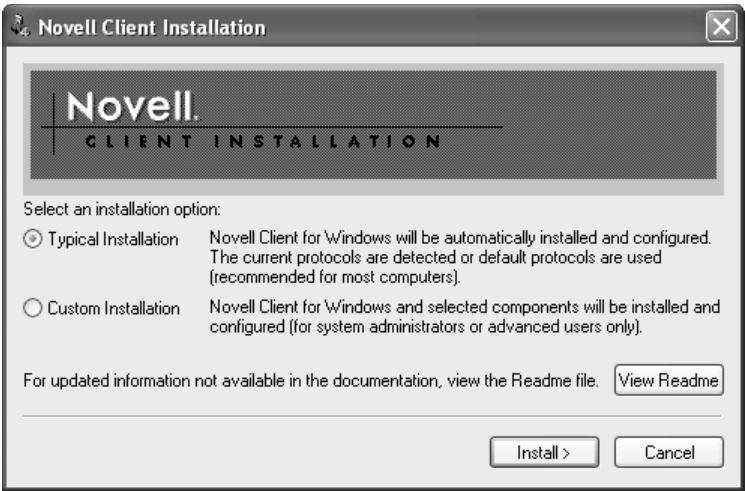 Novell Client Installation
Novell.
CLIENT INSTALLATION
Select an installation option:
Typical Installation
Novell Client for Windows will be automatically installed and configured.
The current protocols are detected or default protocols are used
(recommended for most computers).
Custom Installation
Novell Client for Windows and selected components will be installed and
configured (for system administrators or advanced users only).
For updated information not available in the documentation, view the Readme file.
View Readme
Install >
Cancel